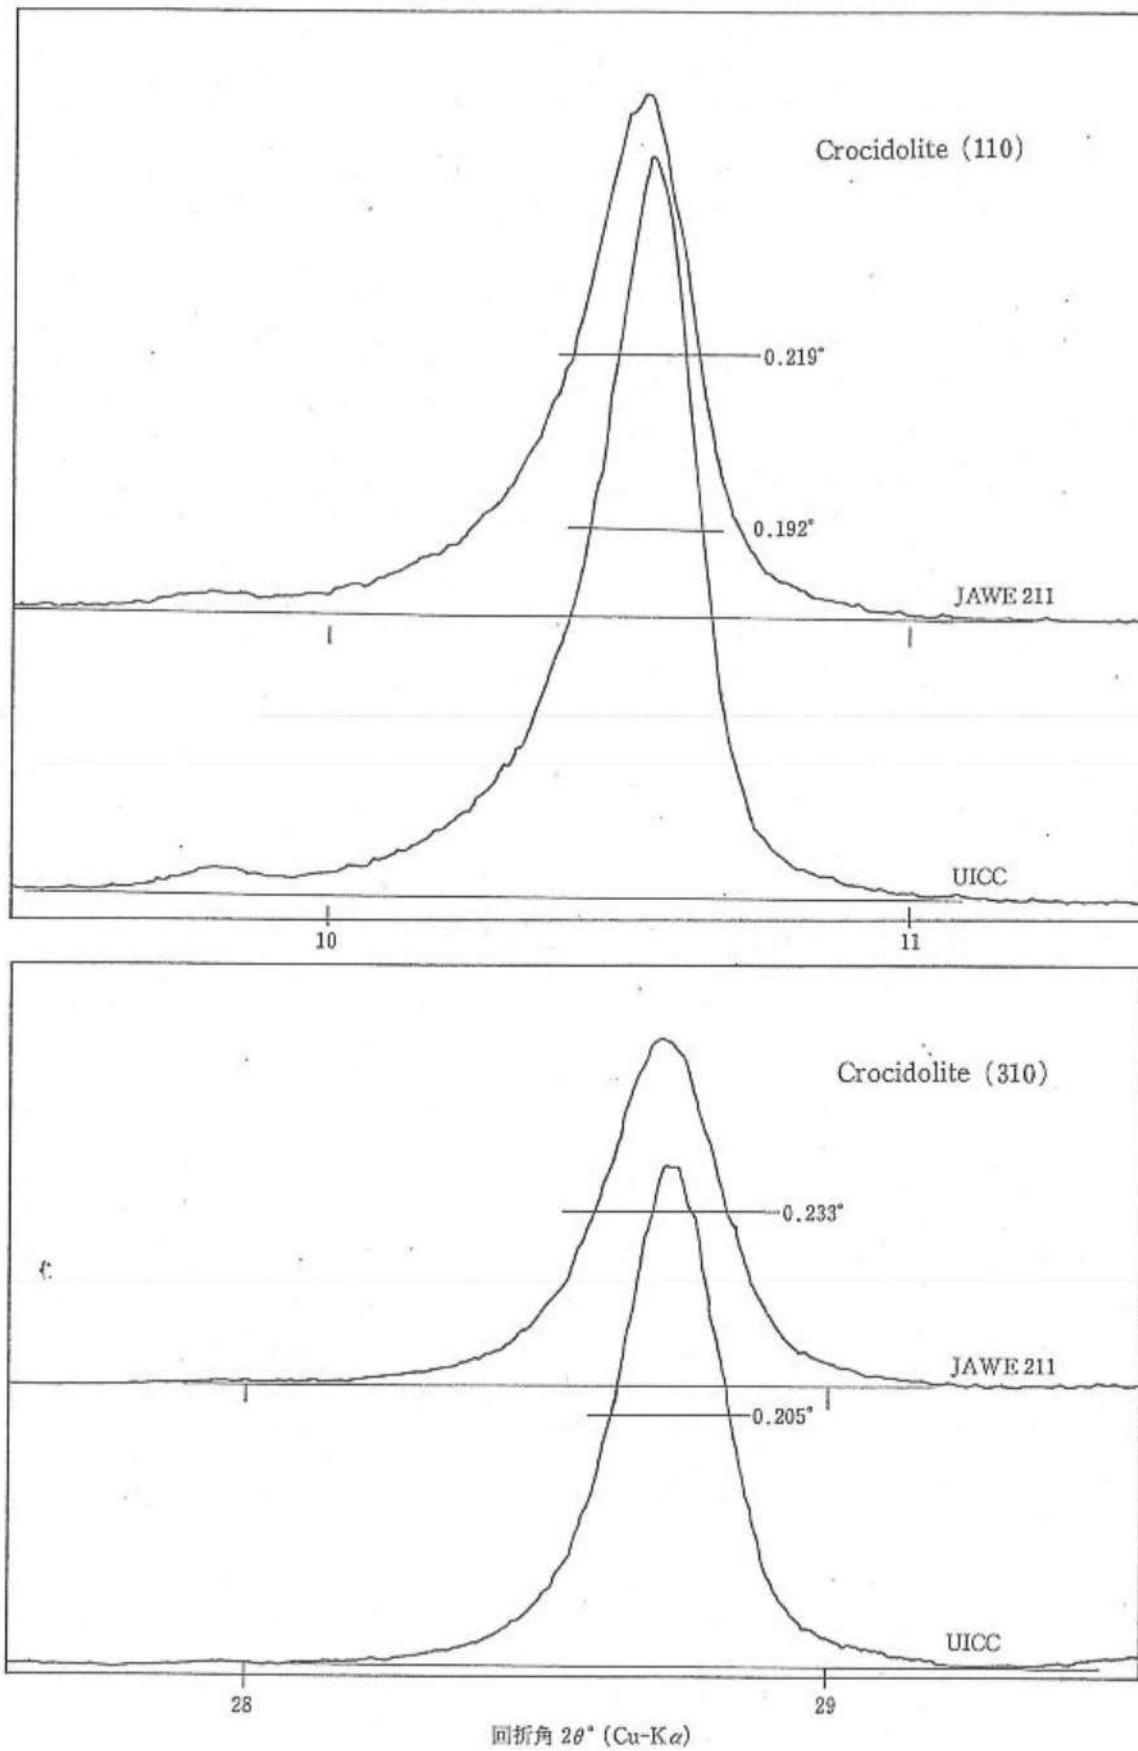 Crocidolite (110)
0.219°
0.192°
JAWE 211
UICC
10
11
Crocidolite (310)
0.233°
JAWE 211
0.205°
UICC
28
29
回折角 2θ° (Cu-Kα)